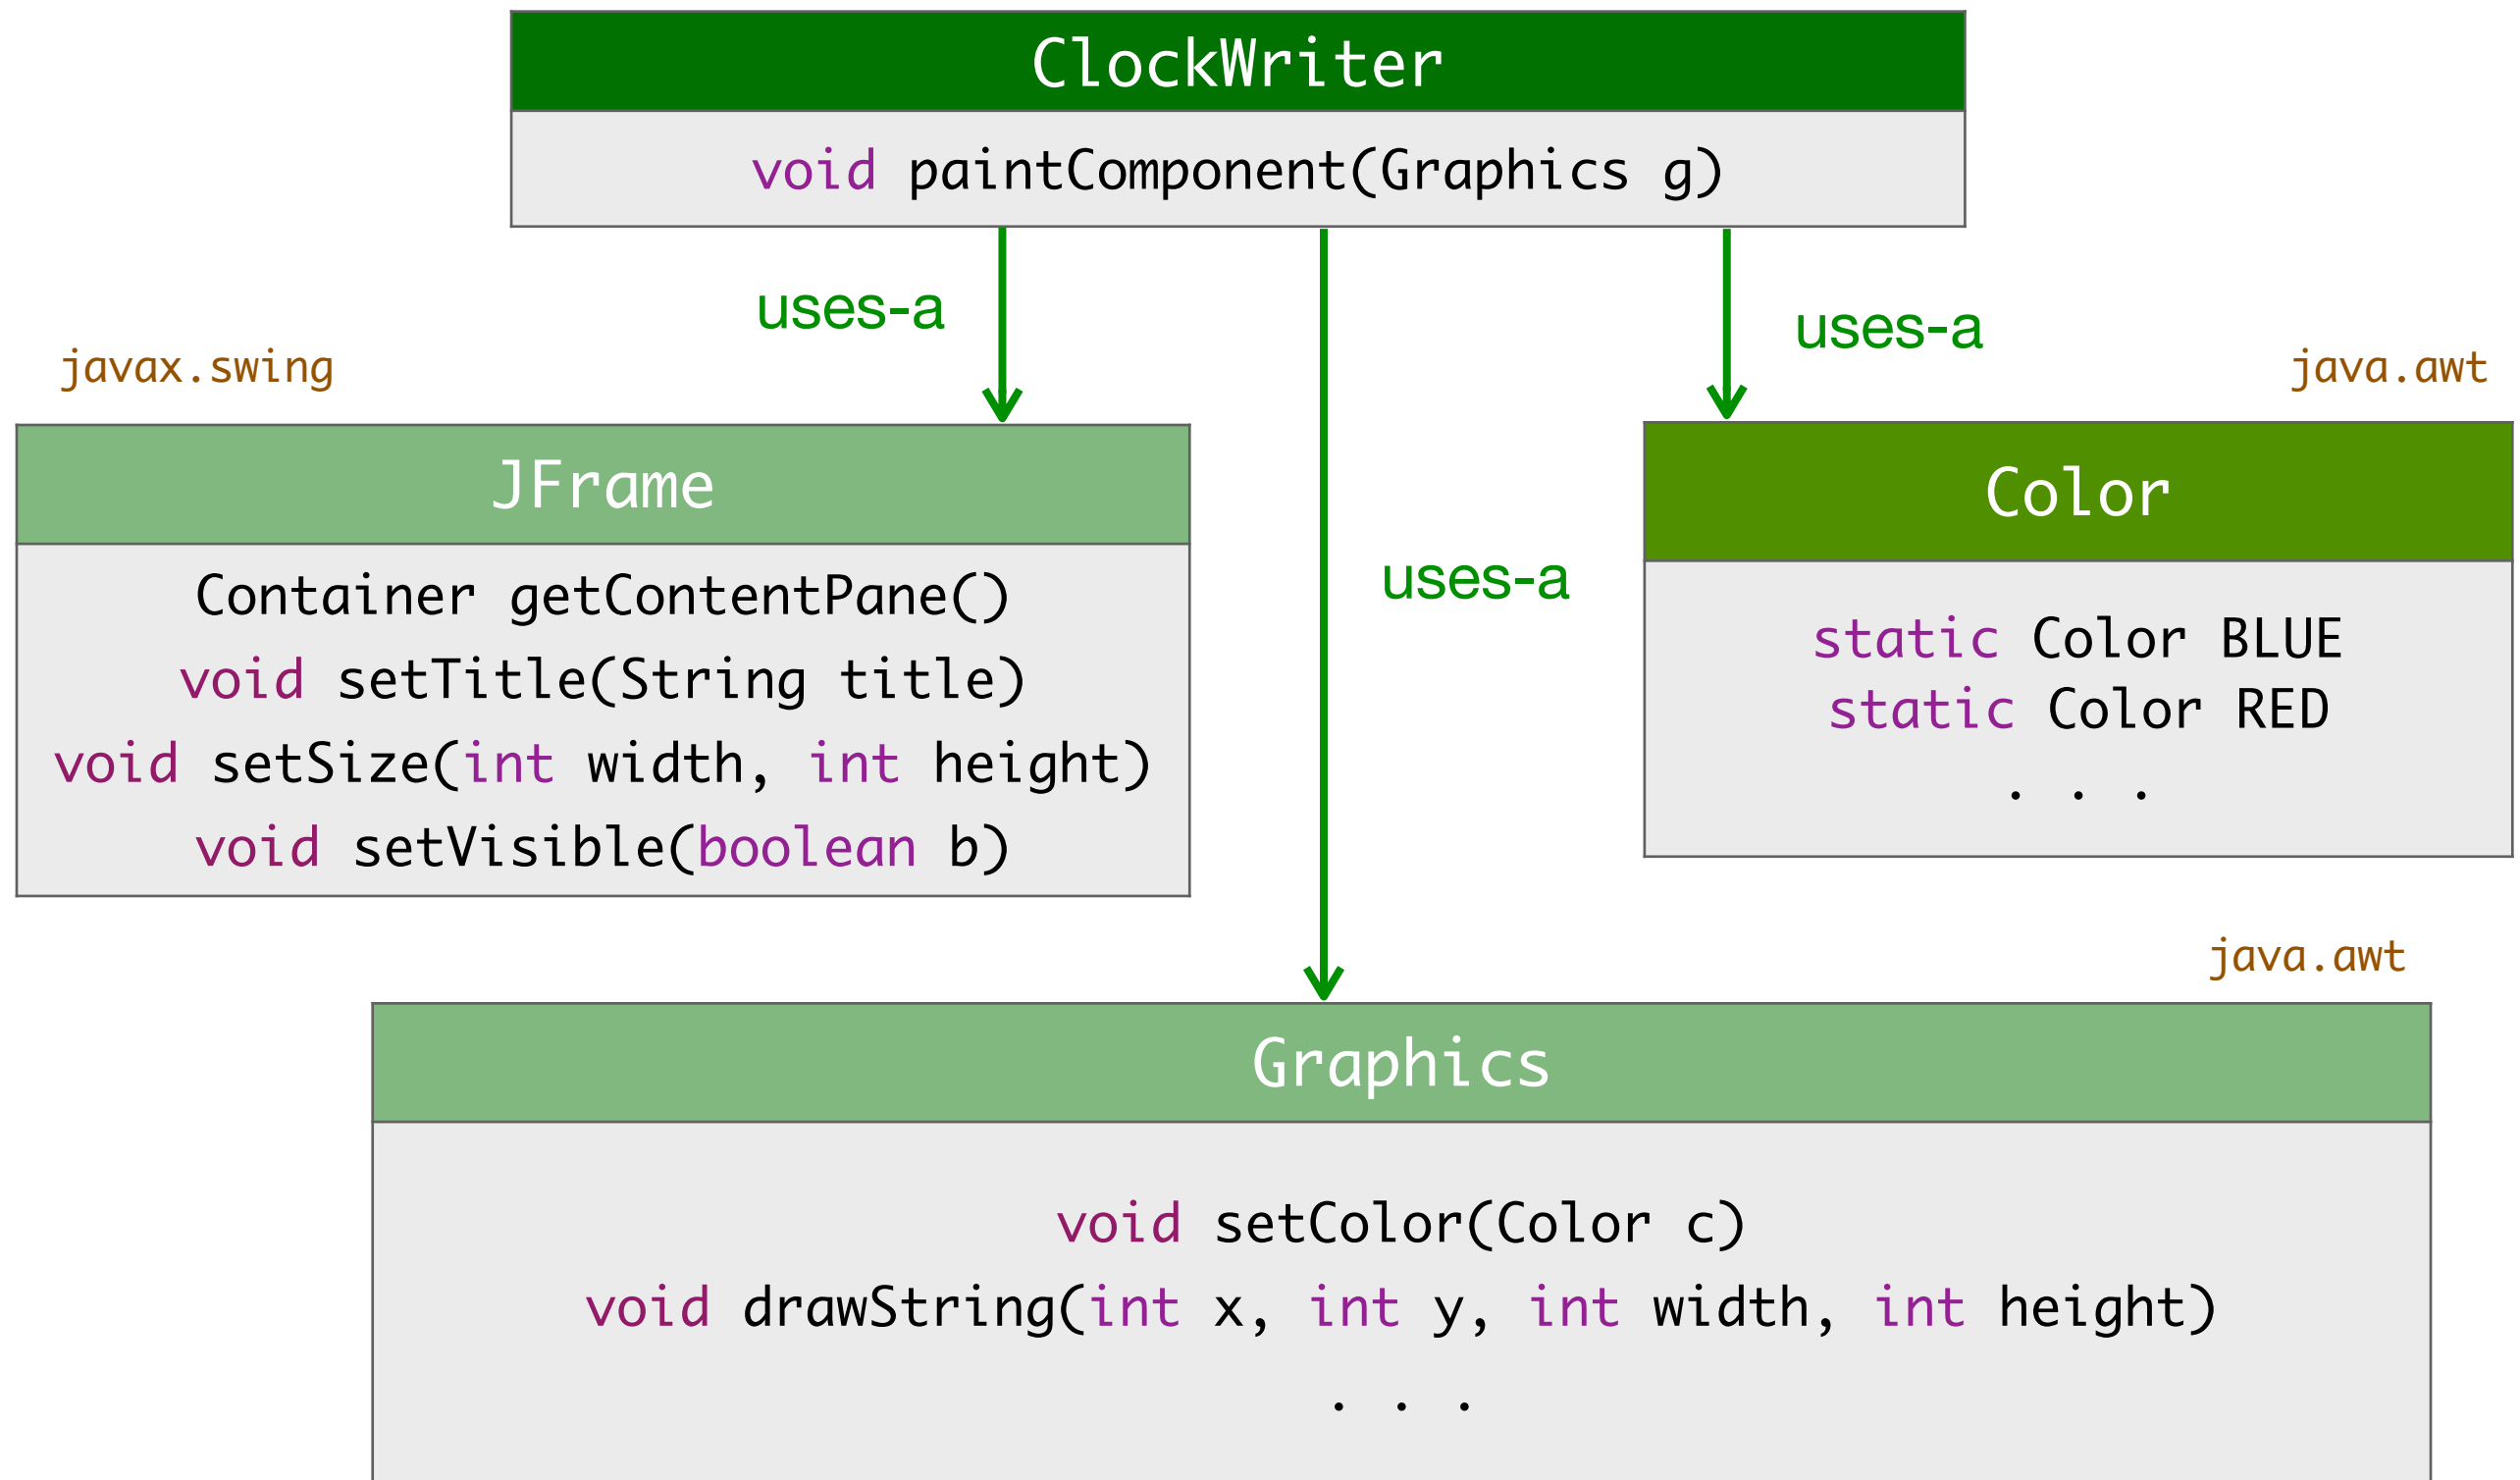 ClockWriter
void paintComponent(Graphics g)
uses-a
uses-a
javax.swing
java.awt
JFrame
Container getContentPane()
void setTitle(String title)
void setSize(int width, int height)
void setVisible(boolean b)
uses-a
Color
static Color BLUE
static Color RED
. . .
java.awt
Graphics
void setColor(Color c)
void drawString(int x, int y, int width, int height)
. . .